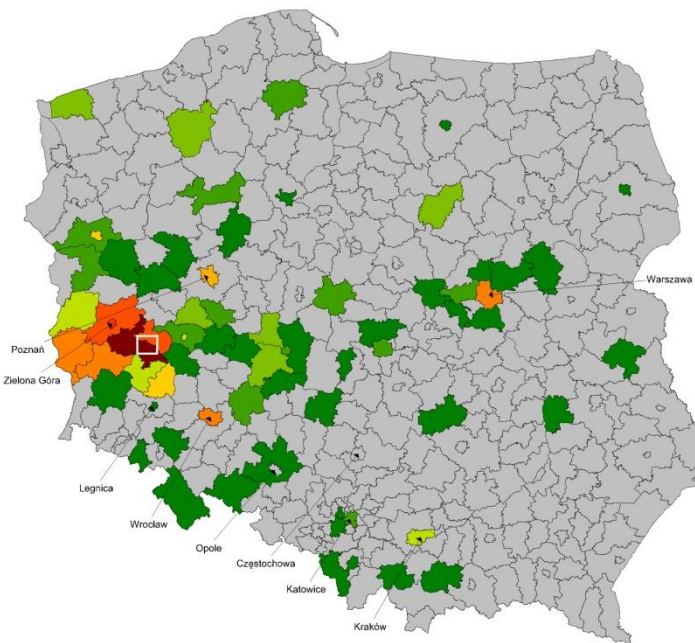 Warszawa
Poznań
Zielona Góra
Legnica
Wrocław
Opole
Częstochowa
Katowice
Kraków